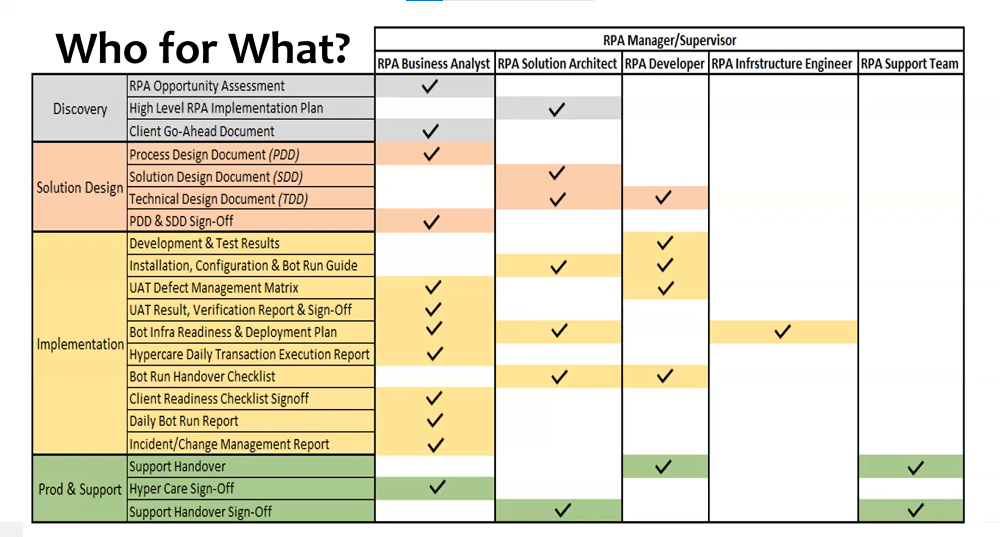 Who for What?
RPA Manager/Supervisor
RPA Business Analyst RPA Solution Architect RPA Developer RPA Infrstructure Engineer RPA Support Team
Discovery
RPA Opportunity Assessment
High Level RPA Implementation Plan
Client Go-Ahead Document
Solution Design
Process Design Document (PDD)
Solution Design Document (SDD)
Technical Design Document (TDD)
PDD & SDD Sign-Off
Implementation
Development & Test Results
Installation, Configuration & Bot Run Guide
UAT Defect Management Matrix
UAT Result, Verification Report & Sign-Off
Bot Infra Readiness & Deployment Plan
Hypercare Daily Transaction Execution Report
Bot Run Handover Checklist
Client Readiness Checklist Signoff
Daily Bot Run Report
Incident/Change Management Report
Prod & Support
Support Handover
Hyper Care Sign-Off
Support Handover Sign-Off